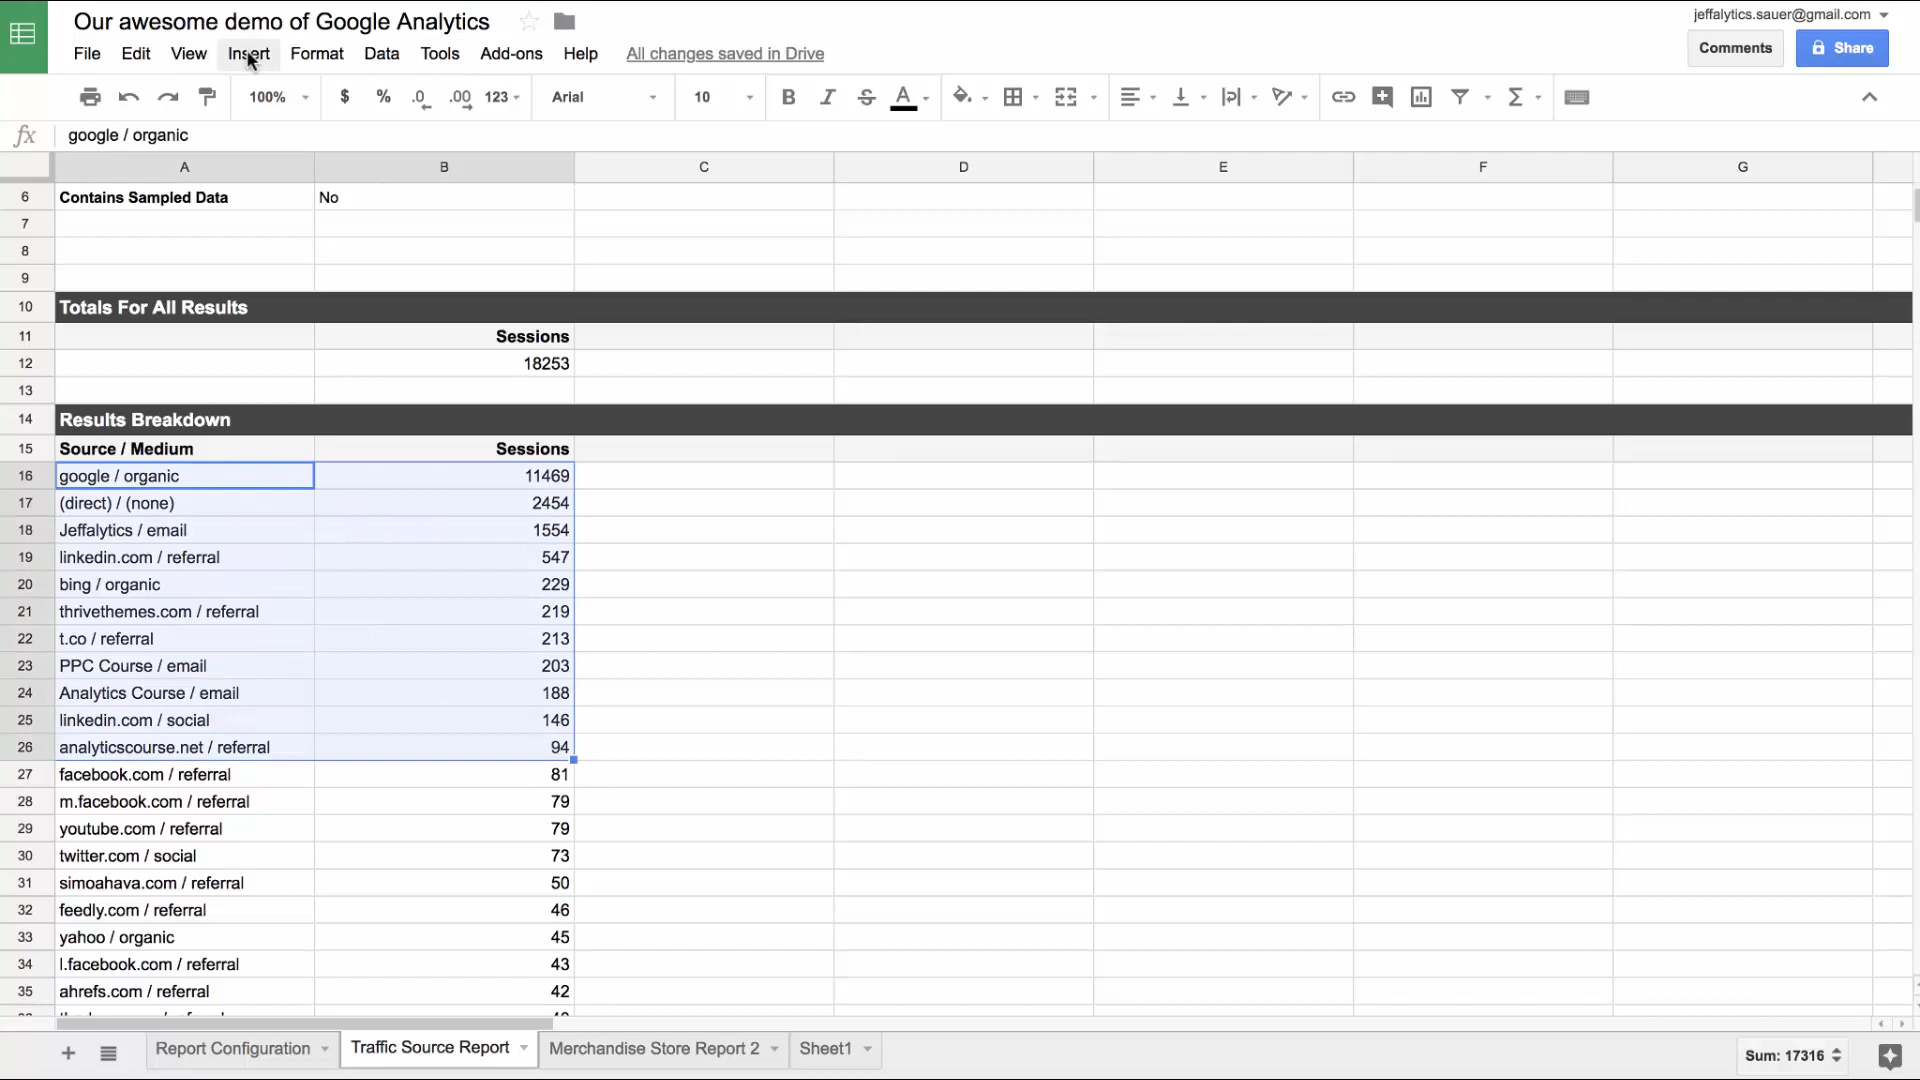 Our awesome demo of Google Analytics
jeffalytics.sauer@gmail.com
File Edit View Insert Format Data Tools Add-ons Help All changes saved in Drive
Comments Share
100% $ % .0 .00 123 Arial 10 B I S A
fx google / organic
A B C D E F G
6 Contains Sampled Data No
7
8
9
10 Totals For All Results
11 Sessions
12 18253
13
14 Results Breakdown
15 Source / Medium Sessions
16 google / organic 11469
17 (direct) / (none) 2454
18 Jeffalytics / email 1554
19 linkedin.com / referral 547
20 bing / organic 229
21 thrivethemes.com / referral 219
22 t.co / referral 213
23 PPC Course / email 203
24 Analytics Course / email 188
25 linkedin.com / social 146
26 analyticscourse.net / referral 94
27 facebook.com / referral 81
28 m.facebook.com / referral 79
29 youtube.com / referral 79
30 twitter.com / social 73
31 simoahava.com / referral 50
32 feedly.com / referral 46
33 yahoo / organic 45
34 l.facebook.com / referral 43
35 ahrefs.com / referral 42
Report Configuration Traffic Source Report Merchandise Store Report 2 Sheet1 Sum: 17316